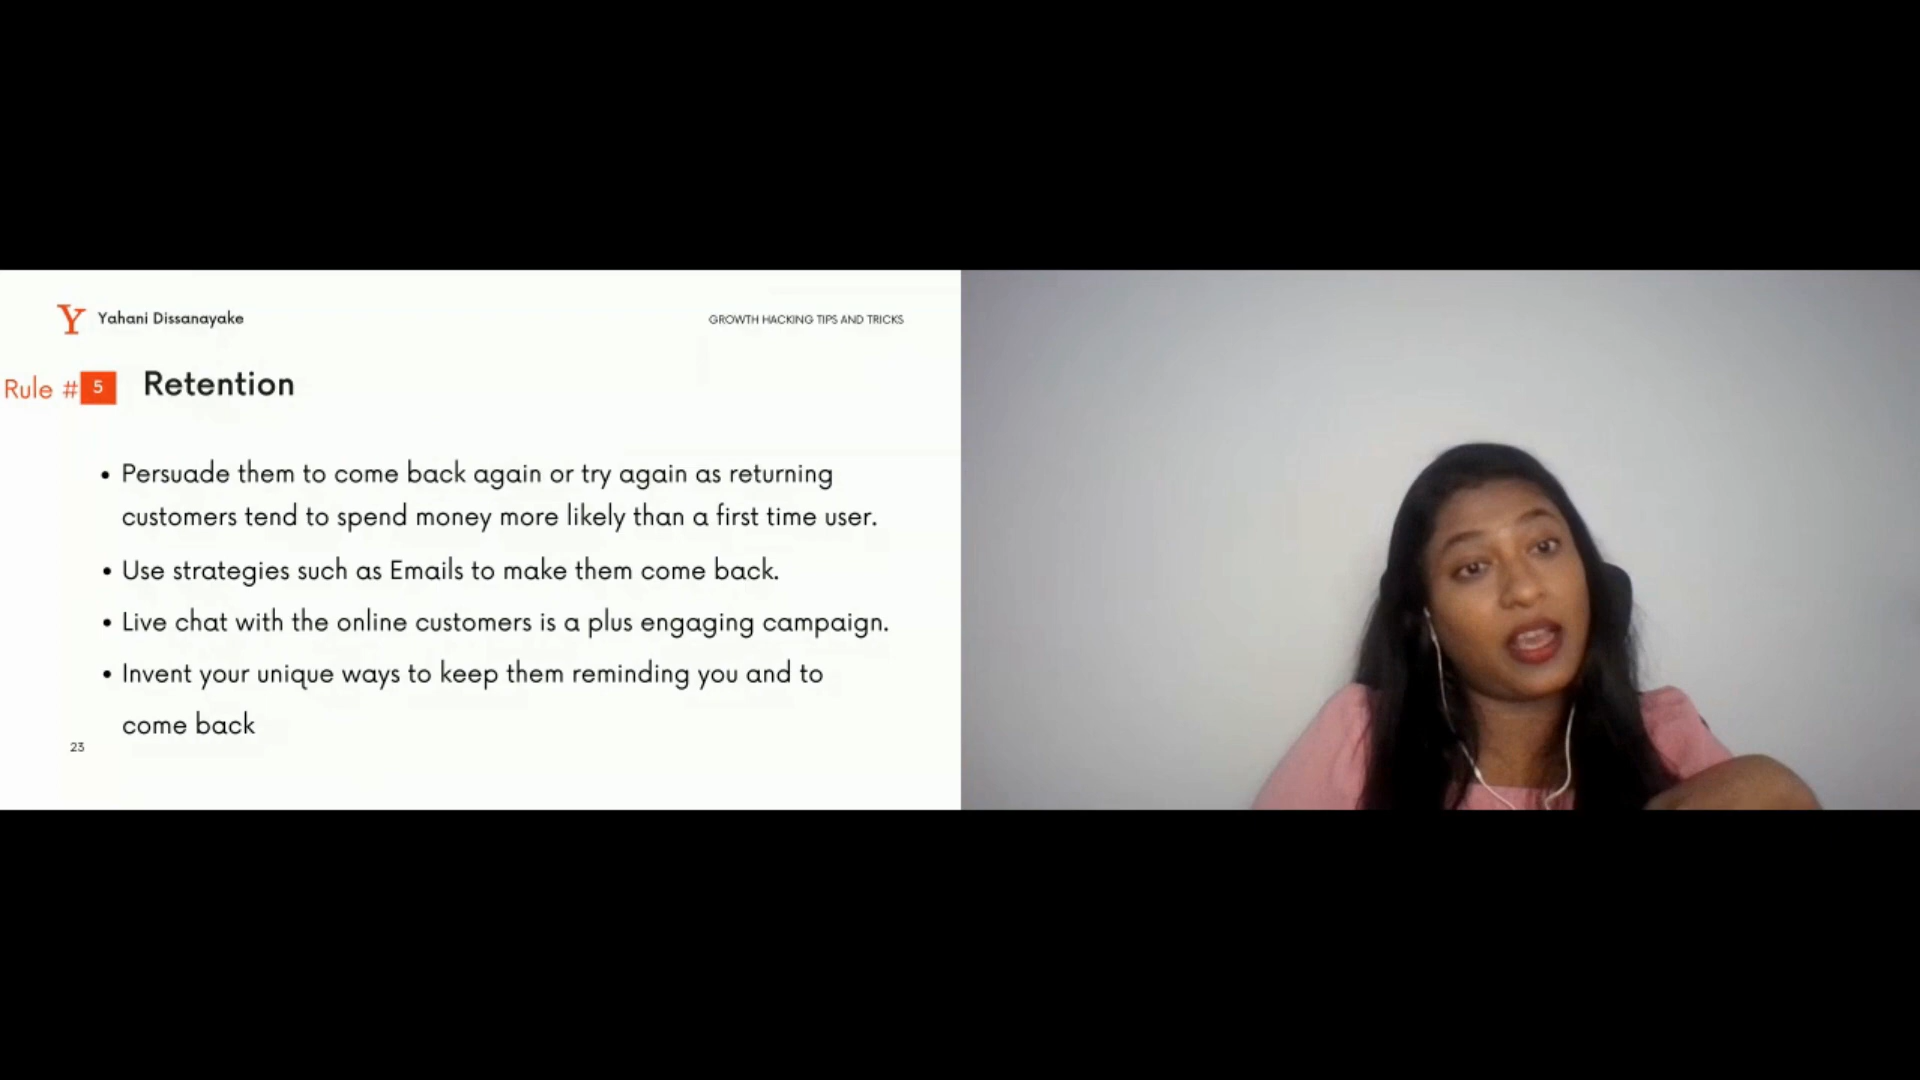 Y Yahani Dissanayake
GROWTH HACKING TIPS AND TRICKS
Rule # 5 Retention
• Persuade them to come back again or try again as returning
customers tend to spend money more likely than a first time user.
• Use strategies such as Emails to make them come back.
• Live chat with the online customers is a plus engaging campaign.
• Invent your unique ways to keep them reminding you and to
come back
23